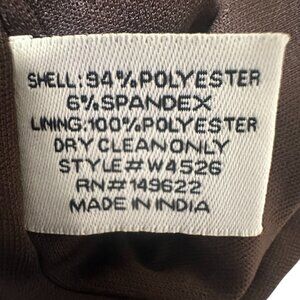 SHELL:94%POLYESTER
6%SPANDEX
LINING:100%POLYESTER
DRY CLEAN ONLY
STYLE#W4526
RN#149622
MADE IN INDIA